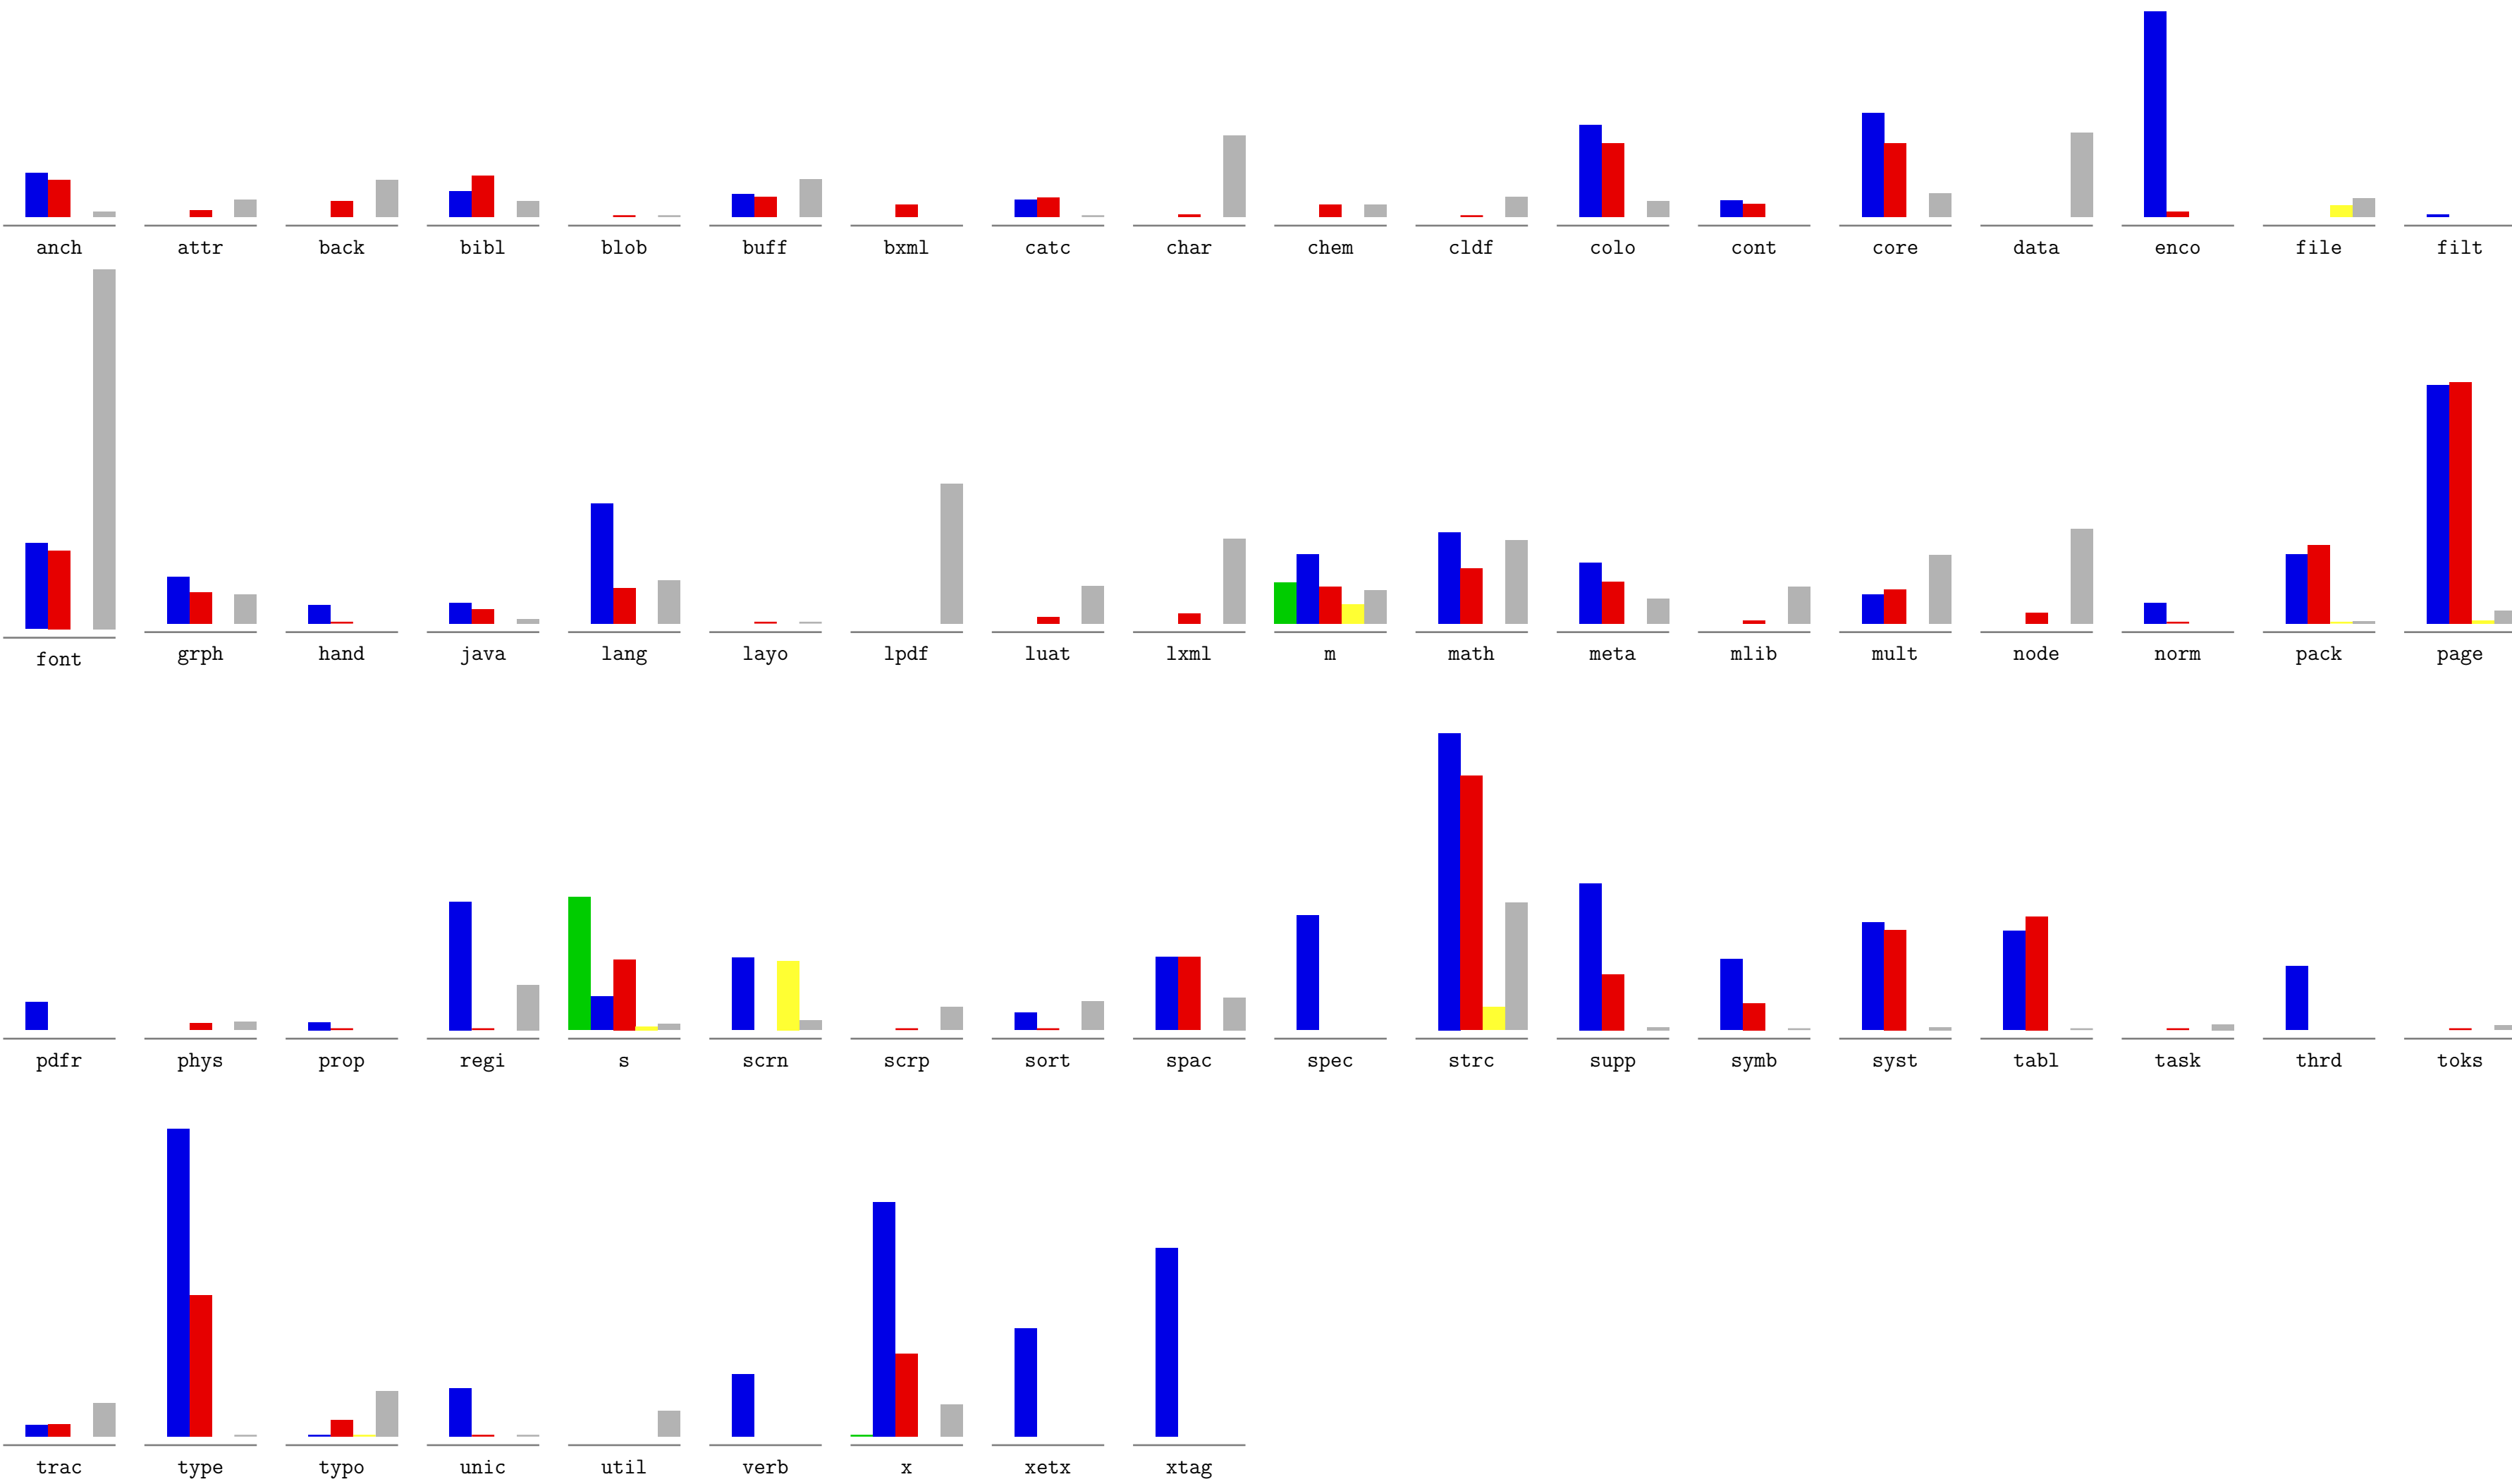 anch attr back bibl blob buff bxml catc char chem cldf colo cont core data enco file filt
font grph hand java lang layo lpdf luat lxml m math meta mlib mult node norm pack page
pdfr phys prop regi s scrn scrp sort spac spec strc supp symb syst tabl task thrd toks
trac type typo unic util verb x xetx xtag